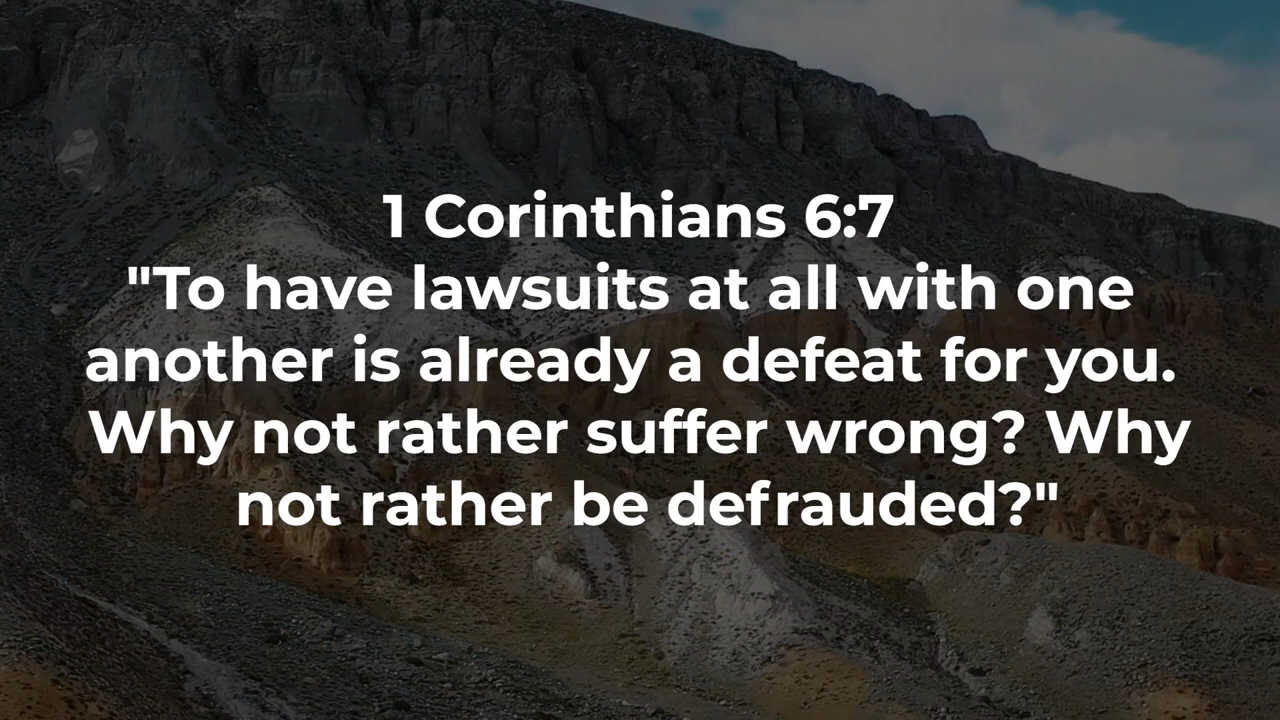 1 Corinthians 6:7
"To have lawsuits at all with one
another is already a defeat for you.
Why not rather suffer wrong? Why
not rather be defrauded?"